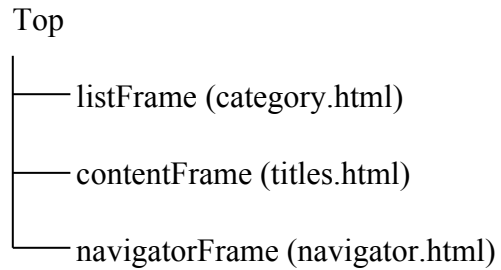 Top
listFrame (category.html)
contentFrame (titles.html)
navigatorFrame (navigator.html)